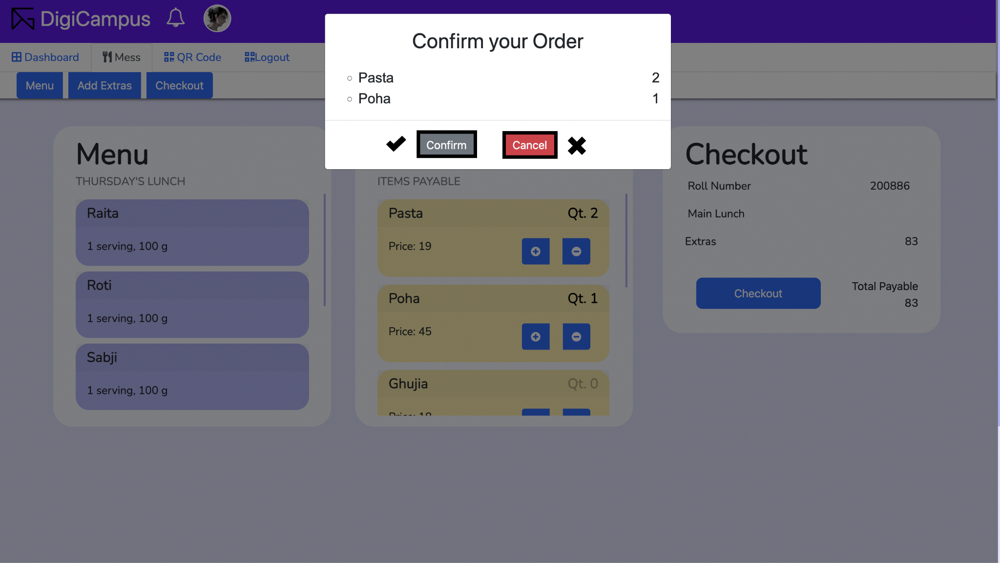 DigiCampus
Dashboard
Mess
QR Code
Logout
Menu
Add Extras
Checkout
Confirm your Order
Pasta 2
Poha 1
Confirm
Cancel
Menu
THURSDAY'S LUNCH
Raita
1 serving, 100 g
Roti
1 serving, 100 g
Sabji
1 serving, 100 g
ITEMS PAYABLE
Pasta Qt. 2
Price: 19
Poha Qt. 1
Price: 45
Ghujia Qt. 0
Price: 18
Checkout
Roll Number 200886
Main Lunch
Extras 83
Checkout
Total Payable
83